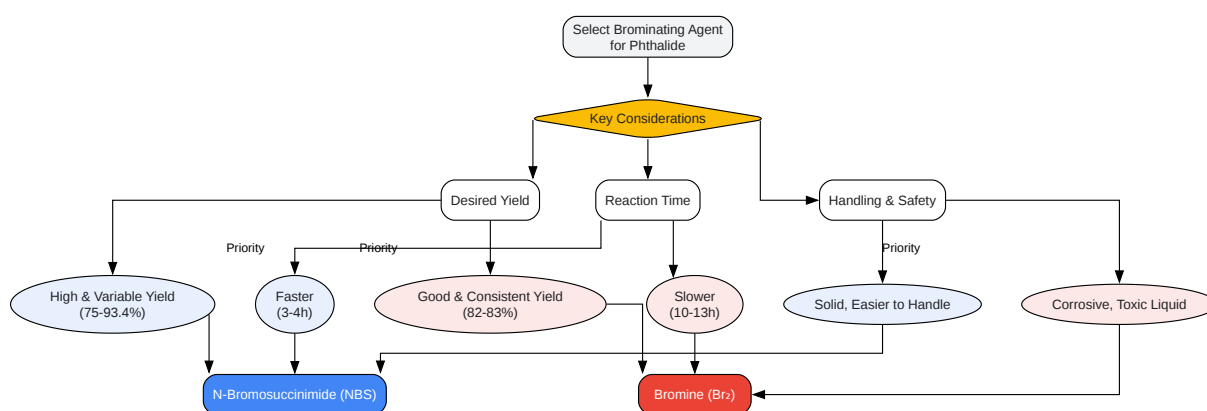 Select Brominating Agent
for Phthalide
Key Considerations
Desired Yield
Reaction Time
Handling & Safety
Priority
Priority
Priority
High & Variable Yield
(75-93.4%)
Faster
(3-4h)
Good & Consistent Yield
(82-83%)
Slower
(10-13h)
Solid, Easier to Handle
Corrosive, Toxic Liquid
N-Bromosuccinimide (NBS)
Bromine (Br₂)